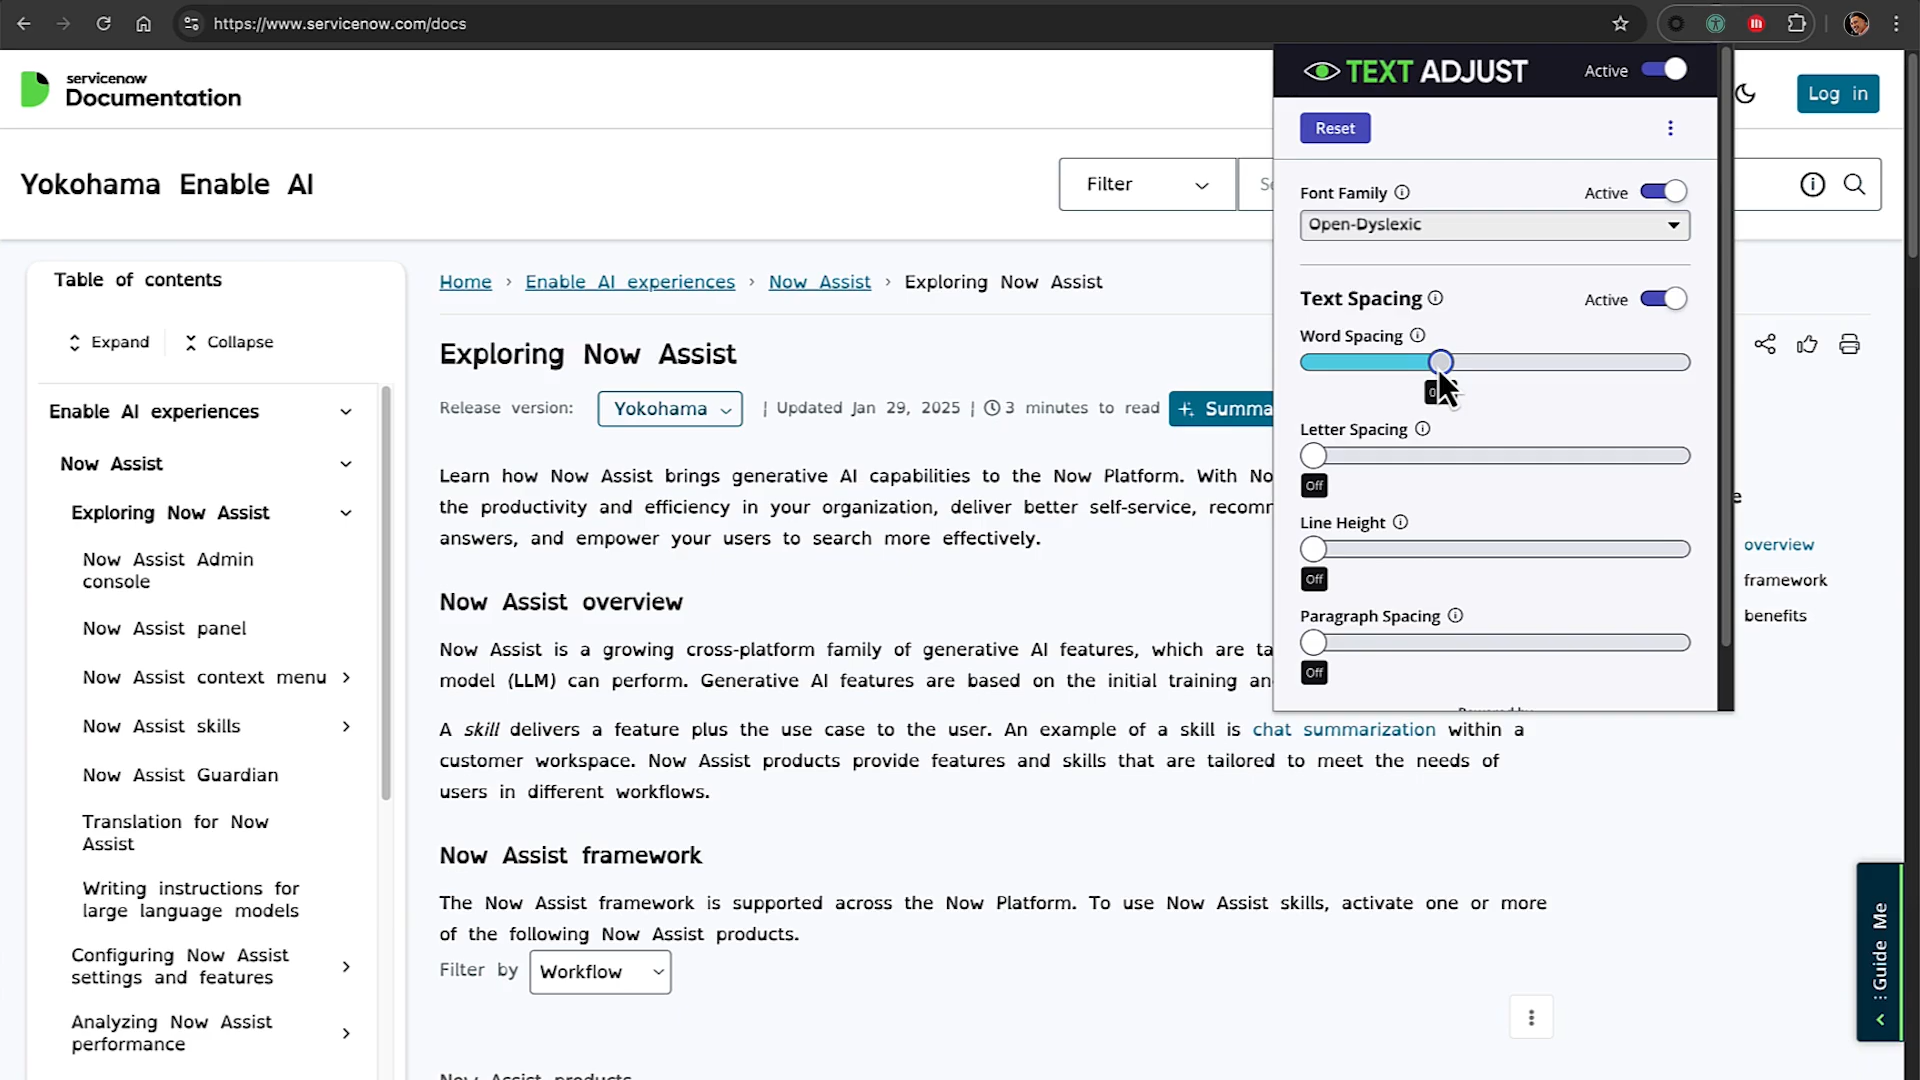 https://www.servicenow.com/docs
servicenow
Documentation
TEXT ADJUST
Active
Log in
Reset
Yokohama Enable AI
Filter
Font Family
Active
Open-Dyslexic
Text Spacing
Active
Word Spacing
Letter Spacing
Off
Line Height
Off
Paragraph Spacing
Off
Table of contents
Expand
Collapse
Enable AI experiences
Now Assist
Exploring Now Assist
Now Assist Admin
console
Now Assist panel
Now Assist context menu
Now Assist skills
Now Assist Guardian
Translation for Now
Assist
Writing instructions for
large language models
Configuring Now Assist
settings and features
Analyzing Now Assist
performance
Home > Enable AI experiences > Now Assist > Exploring Now Assist
Exploring Now Assist
Release version: Yokohama | Updated Jan 29, 2025 | 3 minutes to read
Learn how Now Assist brings generative AI capabilities to the Now Platform. With
the productivity and efficiency in your organization, deliver better self-service,
answers, and empower your users to search more effectively.
Now Assist overview
Now Assist is a growing cross-platform family of generative AI features, which are
model (LLM) can perform. Generative AI features are based on the initial training
A skill delivers a feature plus the use case to the user. An example of a skill is chat summarization within a
customer workspace. Now Assist products provide features and skills that are tailored to meet the needs of
users in different workflows.
Now Assist framework
The Now Assist framework is supported across the Now Platform. To use Now Assist skills, activate one or more
of the following Now Assist products.
Filter by Workflow
Now Assist products
overview
framework
benefits
Guide Me